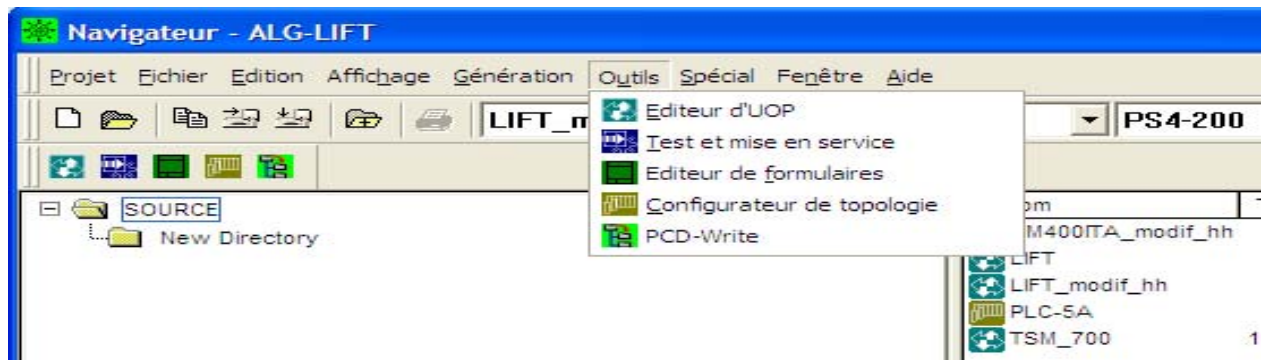 Navigateur - ALG-LIFT
Projet Fichier Edition Affichage Génération Outils Spécial Fenêtre Aide
LIFT_m PS4-200
Editeur d'UOP
Test et mise en service
Editeur de formulaires
Configurateur de topologie
PCD-Write
SOURCE
New Directory
om
M400ITA_modif_hh
LIFT
LIFT_modif_hh
PLC-5A
TSM_700 1